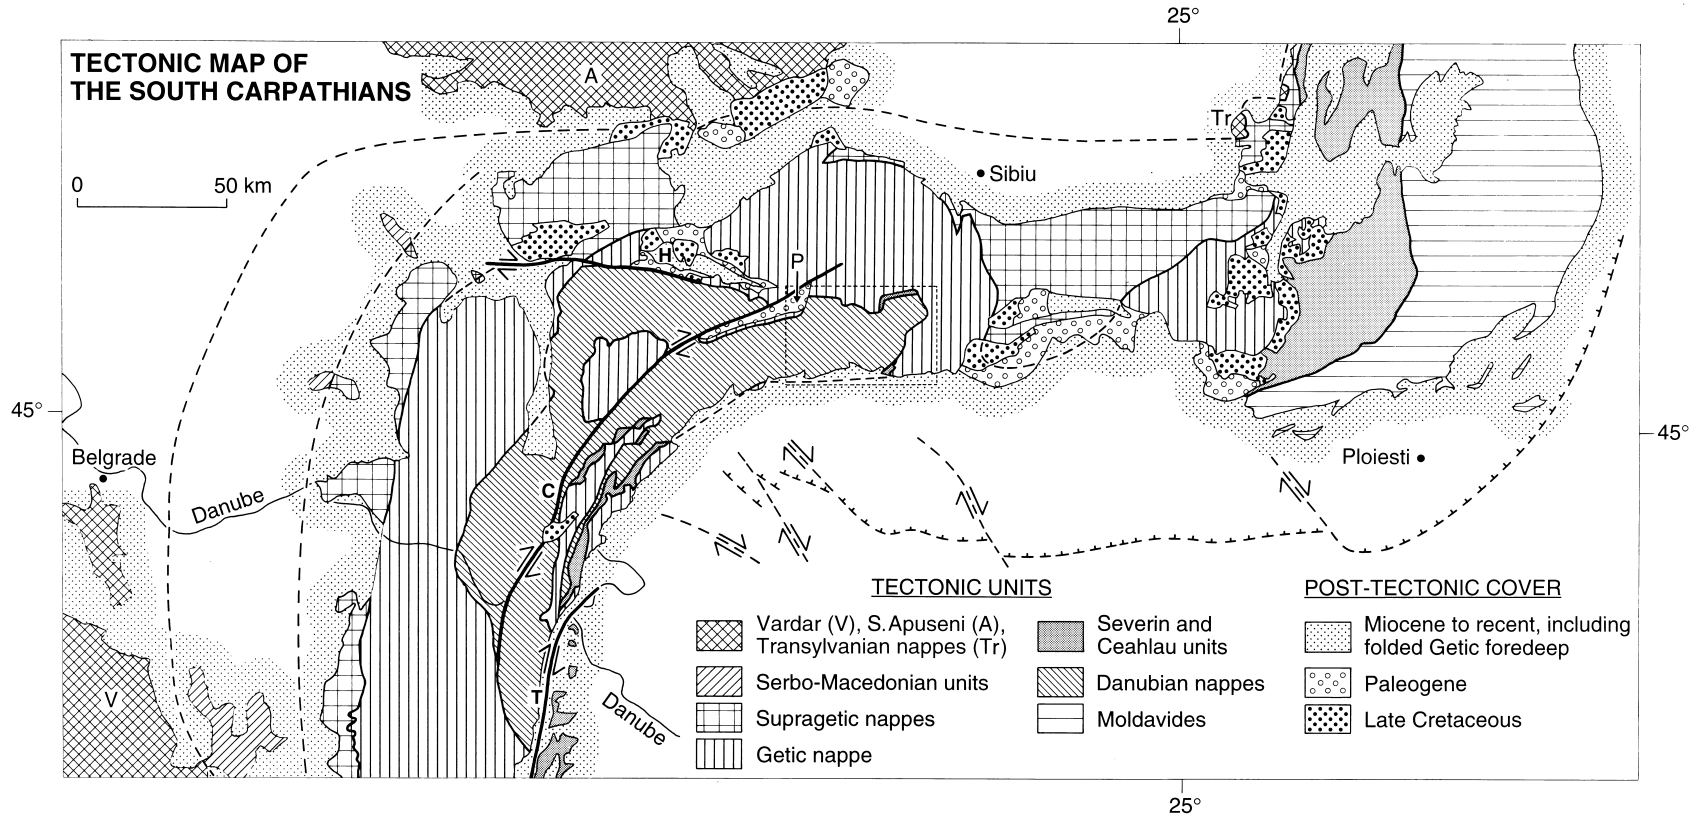 25°
TECTONIC MAP OF
THE SOUTH CARPATHIANS
A
Tr
0 50 km
Sibiu
H
P
45°
45°
Belgrade
Ploiesti
Danube
C
TECTONIC UNITS
Vardar (V), S. Apuseni (A),
Transylvanian nappes (Tr)
Serbo-Macedonian units
Supragetic nappes
Getic nappe
Severin and
Ceahlau units
Danubian nappes
Moldavides
POST-TECTONIC COVER
Miocene to recent, including
folded Getic foredeep
Paleogene
Late Cretaceous
V
T
Danube
25°